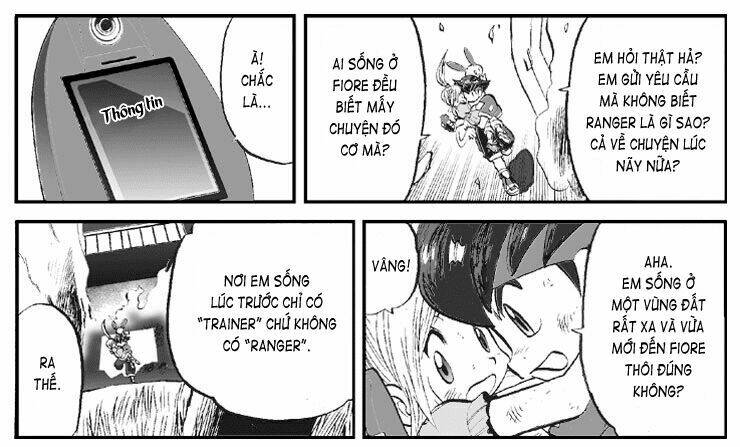 EM HỎI THẬT HẢ?
EM GỬI YÊU CẦU
MÀ KHÔNG BIẾT
RANGER LÀ GÌ SAO?
CẢ VỀ CHUYỆN LÚC
NÃY NỮA?
AI SỐNG Ở
FIORE ĐỀU
BIẾT MẤY
CHUYỆN ĐÓ
CƠ MÀ?
À!
CHẮC
LÀ...
Thông tin
AHA.
EM SỐNG Ở
MỘT VÙNG ĐẤT
RẤT XA VÀ VỪA
MỚI ĐẾN FIORE
THÔI ĐÚNG
KHÔNG?
VÂNG!
NƠI EM SỐNG
LÚC TRƯỚC CHỈ CÓ
“TRAINER” CHỨ KHÔNG
CÓ “RANGER”.
RA
THẾ.